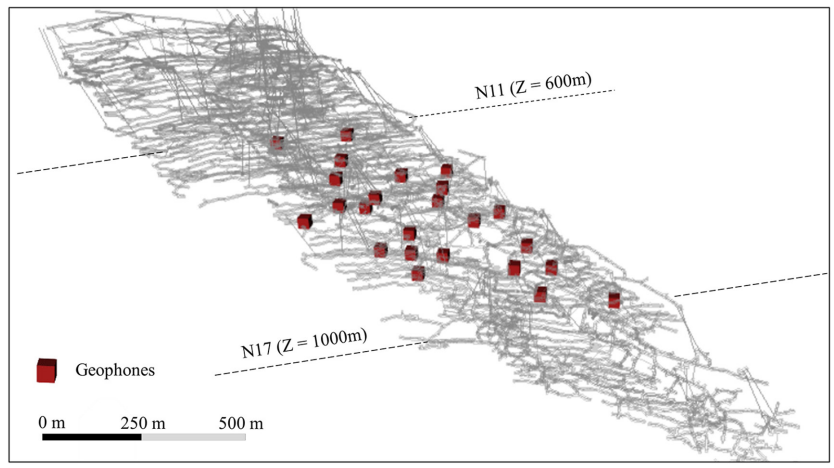 N11 (Z = 600m)
N17 (Z = 1000m)
Geophones
0 m 250 m 500 m